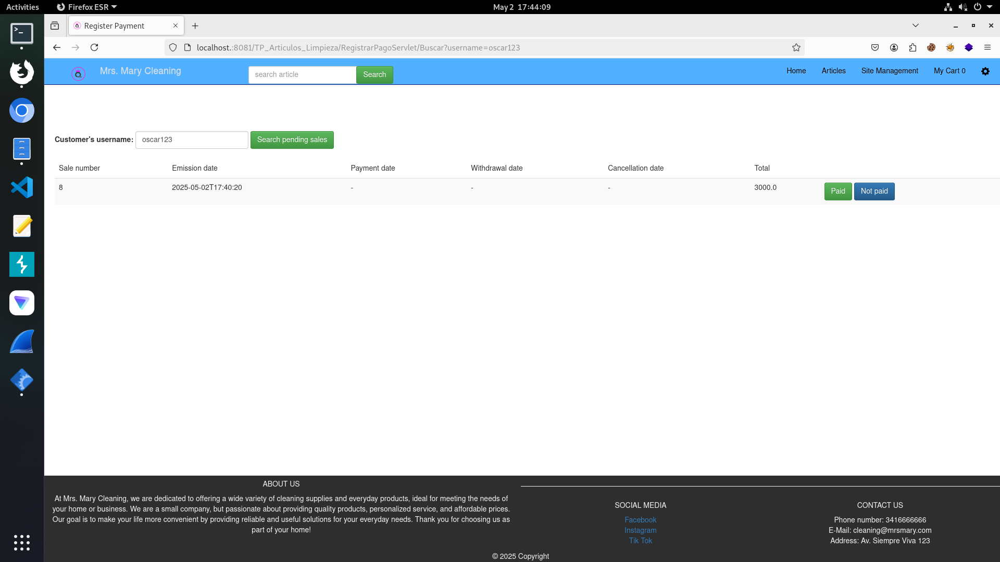 Activities
Firefox ESR
May 2 17:44:09
Register Payment
localhost.:8081/TP_Articulos_Limpieza/RegistrarPagoServlet/Buscar?username=oscar123
Mrs. Mary Cleaning
search article
Search
Home
Articles
Site Management
My Cart 0
Customer's username:
oscar123
Search pending sales
Sale number Emission date Payment date Withdrawal date Cancellation date Total
8 2025-05-02T17:40:20 - - - 3000.0 Paid Not paid
ABOUT US
At Mrs. Mary Cleaning, we are dedicated to offering a wide variety of cleaning supplies and everyday products, ideal for meeting the needs of
your home or business. We are a small company, but passionate about providing quality products, personalized service, and affordable prices.
Our goal is to make your life more convenient by providing reliable and useful solutions for your everyday needs. Thank you for choosing us as
part of your home!
SOCIAL MEDIA
Facebook
Instagram
Tik Tok
CONTACT US
Phone number: 3416666666
E-Mail: cleaning@mrsmary.com
Address: Av. Siempre Viva 123
© 2025 Copyright